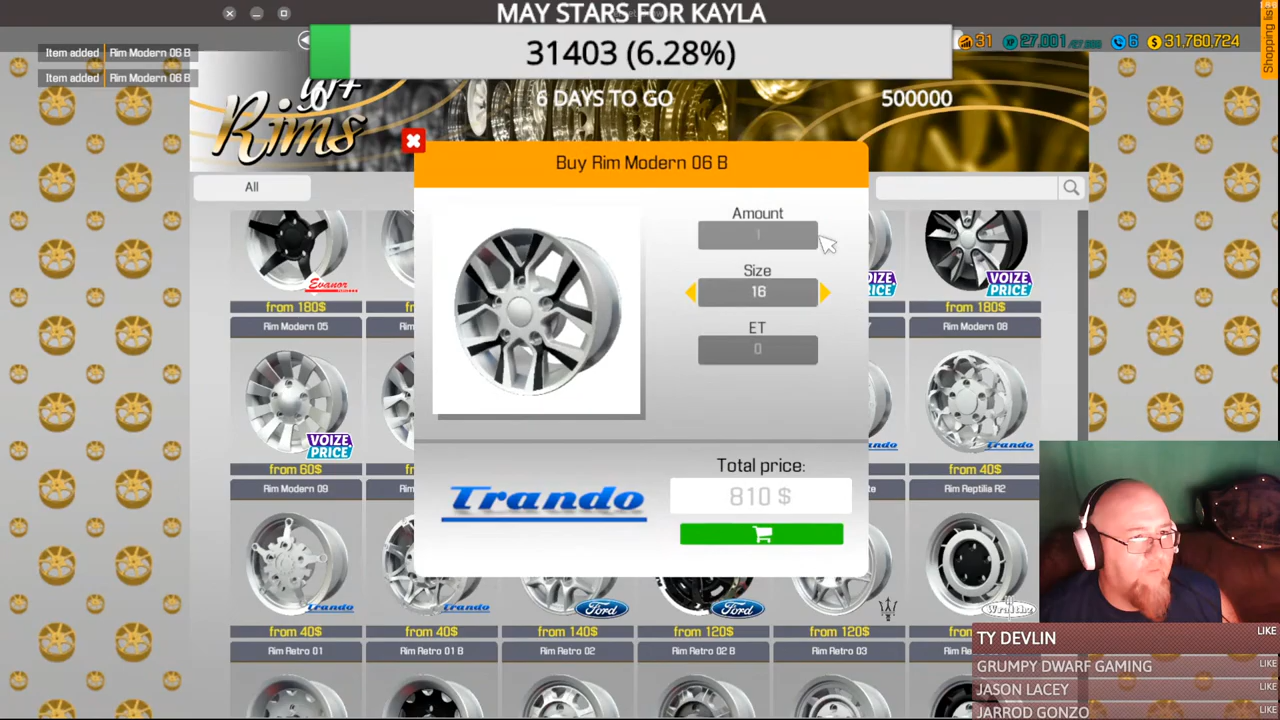 MAY STARS FOR KAYLA
31403 (6.28%)
6 DAYS TO GO
500000
Item added | Rim Modern 06 B
Item added | Rim Modern 06 B
31
27,001
6
$ 31,760,724
Shopping list
Rims
All
Buy Rim Modern 06 B
Amount
1
Size
16
ET
0
Total price:
810 $
Trando
Evanor
VOIZE PRICE
from 180$
from 180$
Rim Modern 05
Rim Modern 08
VOIZE PRICE
Trando
from 60$
from 40$
Rim Modern 09
Rim Reptilia R2
Trando
Trando
Ford
Ford
from 40$
from 40$
from 140$
from 120$
from 120$
Rim Retro 01
Rim Retro 01 B
Rim Retro 02
Rim Retro 02 B
Rim Retro 03
TY DEVLIN
LIKE
GRUMPY DWARF GAMING
LIKE
JASON LACEY
LIKE
JARROD GONZO
LIKE